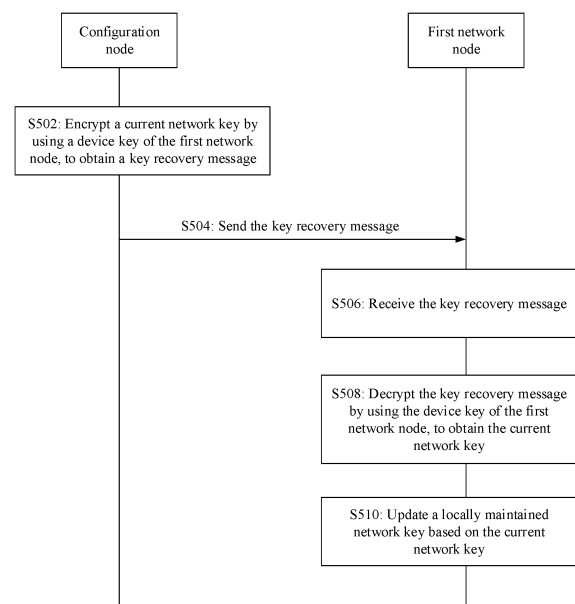 Configuration
node
First network
node
S502: Encrypt a current network key by
using a device key of the first network
node, to obtain a key recovery message
S504: Send the key recovery message
S506: Receive the key recovery message
S508: Decrypt the key recovery message
by using the device key of the first
network node, to obtain the current
network key
S510: Update a locally maintained
network key based on the current
network key